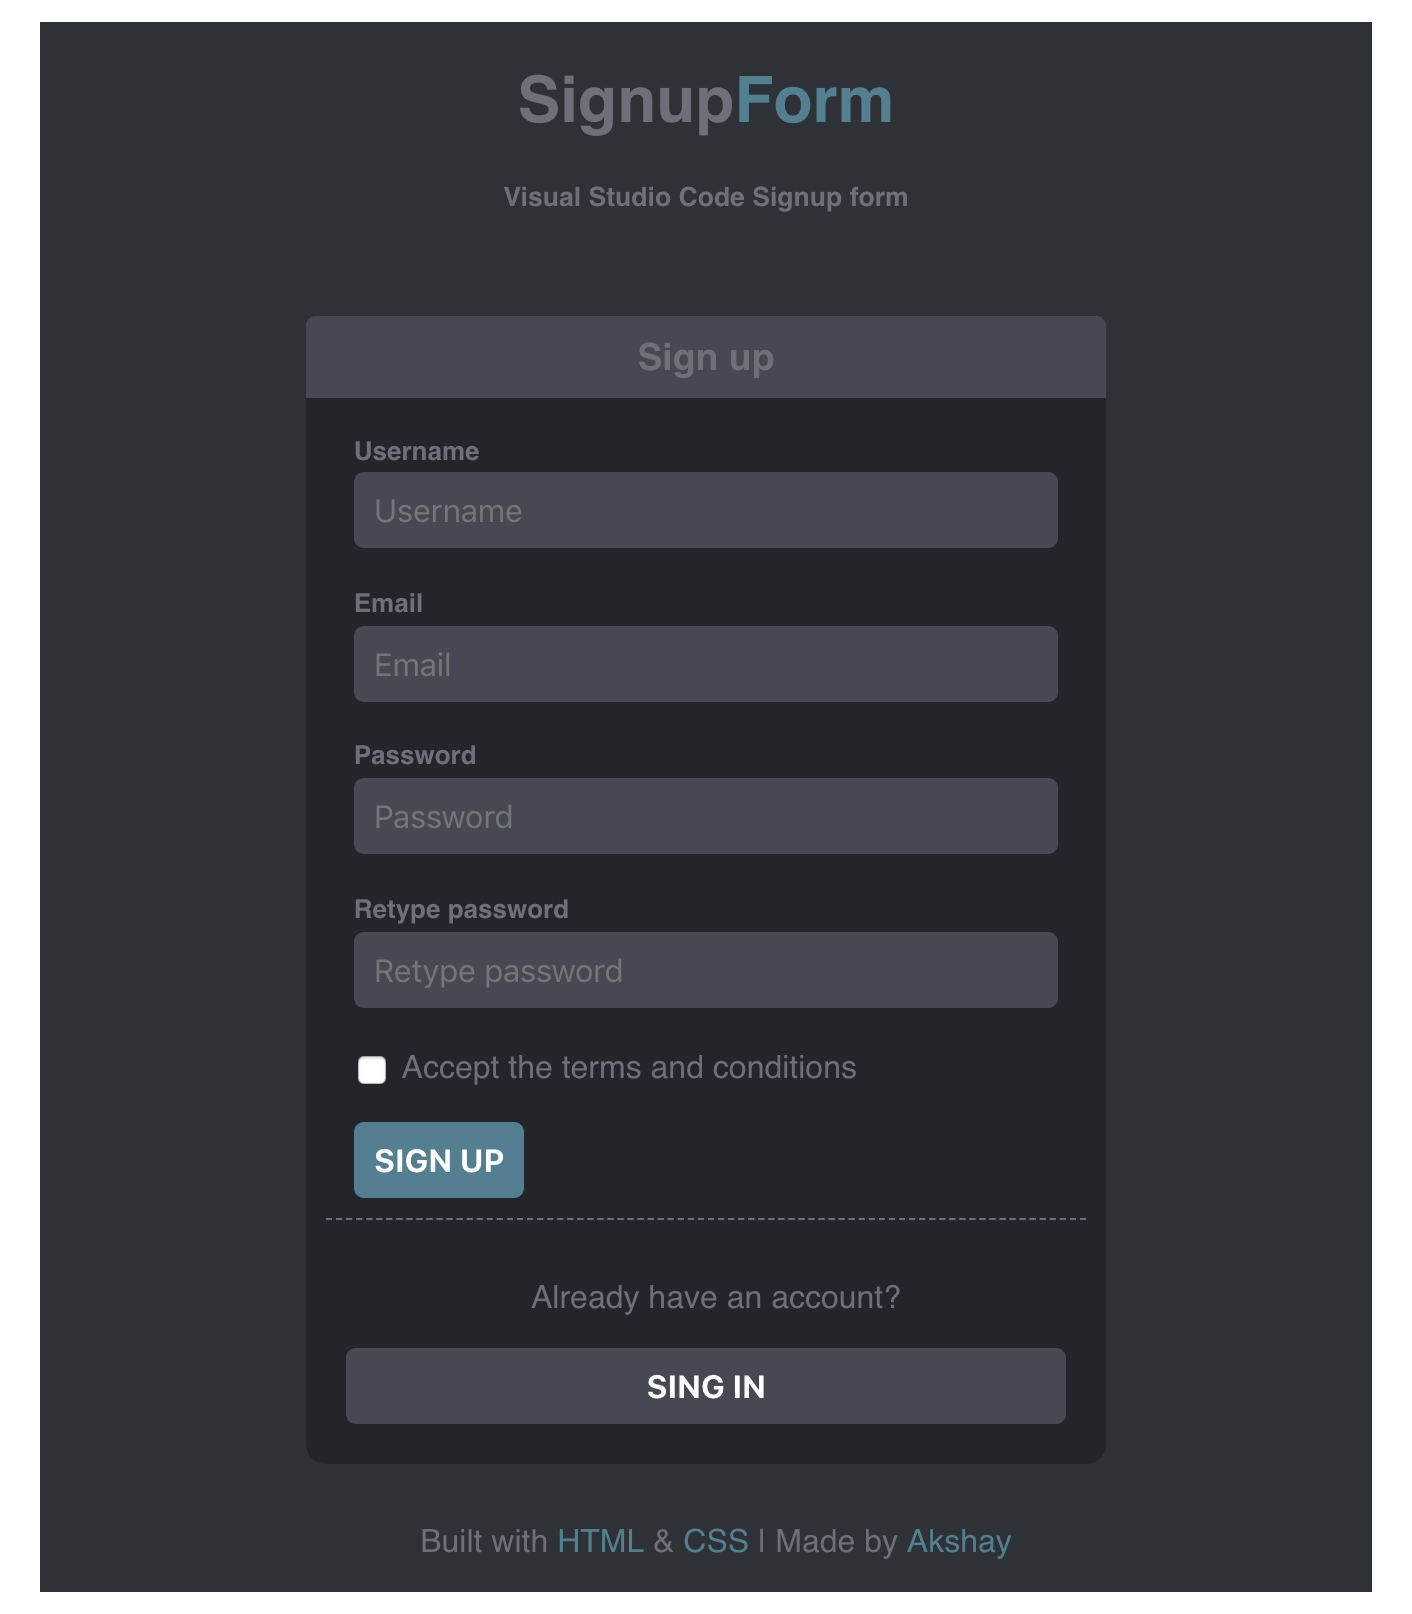 SignupForm
Visual Studio Code Signup form
Sign up
Username
Username
Email
Email
Password
Password
Retype password
Retype password
Accept the terms and conditions
SIGN UP
Already have an account?
SING IN
Built with HTML & CSS | Made by Akshay